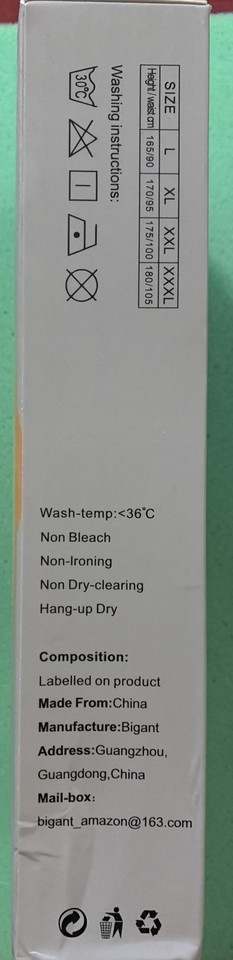 SIZE L XL XXL XXXL
Height/waist cm 165/90 170/95 175/100 180/105
Washing instructions:
30°C
Wash-temp:<36°C
Non Bleach
Non-Ironing
Non Dry-clearing
Hang-up Dry
Composition:
Labelled on product
Made From:China
Manufacture:Bigant
Address:Guangzhou,
Guangdong,China
Mail-box:
bigant_amazon@163.com